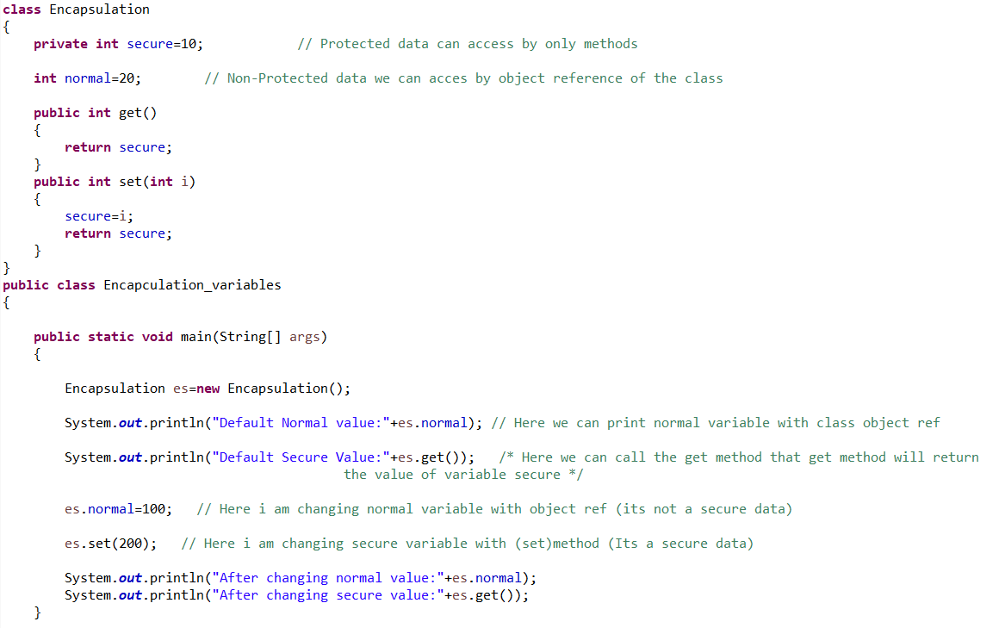 class Encapsulation
{
private int secure=10; // Protected data can access by only methods
int normal=20; // Non-Protected data we can acces by object reference of the class
public int get()
{
return secure;
}
public int set(int i)
{
secure=i;
return secure;
}
}
public class Encapculation_variables
{
public static void main(String[] args)
{
Encapsulation es=new Encapsulation();
System.out.println("Default Normal value:"+es.normal); // Here we can print normal variable with class object ref
System.out.println("Default Secure Value:"+es.get()); /* Here we can call the get method that get method will return
the value of variable secure */
es.normal=100; // Here i am changing normal variable with object ref (its not a secure data)
es.set(200); // Here i am changing secure variable with (set)method (Its a secure data)
System.out.println("After changing normal value:"+es.normal);
System.out.println("After changing secure value:"+es.get());
}